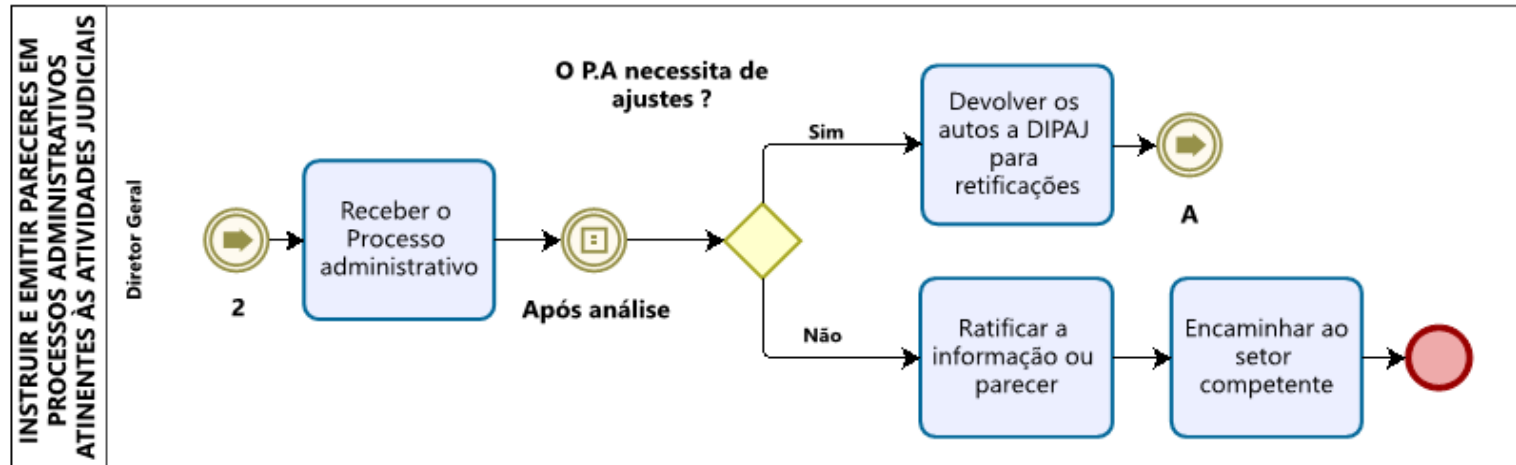 INSTRUIR E EMITIR PARECERES EM
PROCESSOS ADMINISTRATIVOS
ATINENTES ÀS ATIVIDADES JUDICIAIS
Diretor Geral
2
Receber o
Processo
administrativo
Após análise
O P.A necessita de
ajustes ?
Sim
Devolver os
autos a DIPAJ
para
retificações
A
Não
Ratificar a
informação ou
parecer
Encaminhar ao
setor
competente